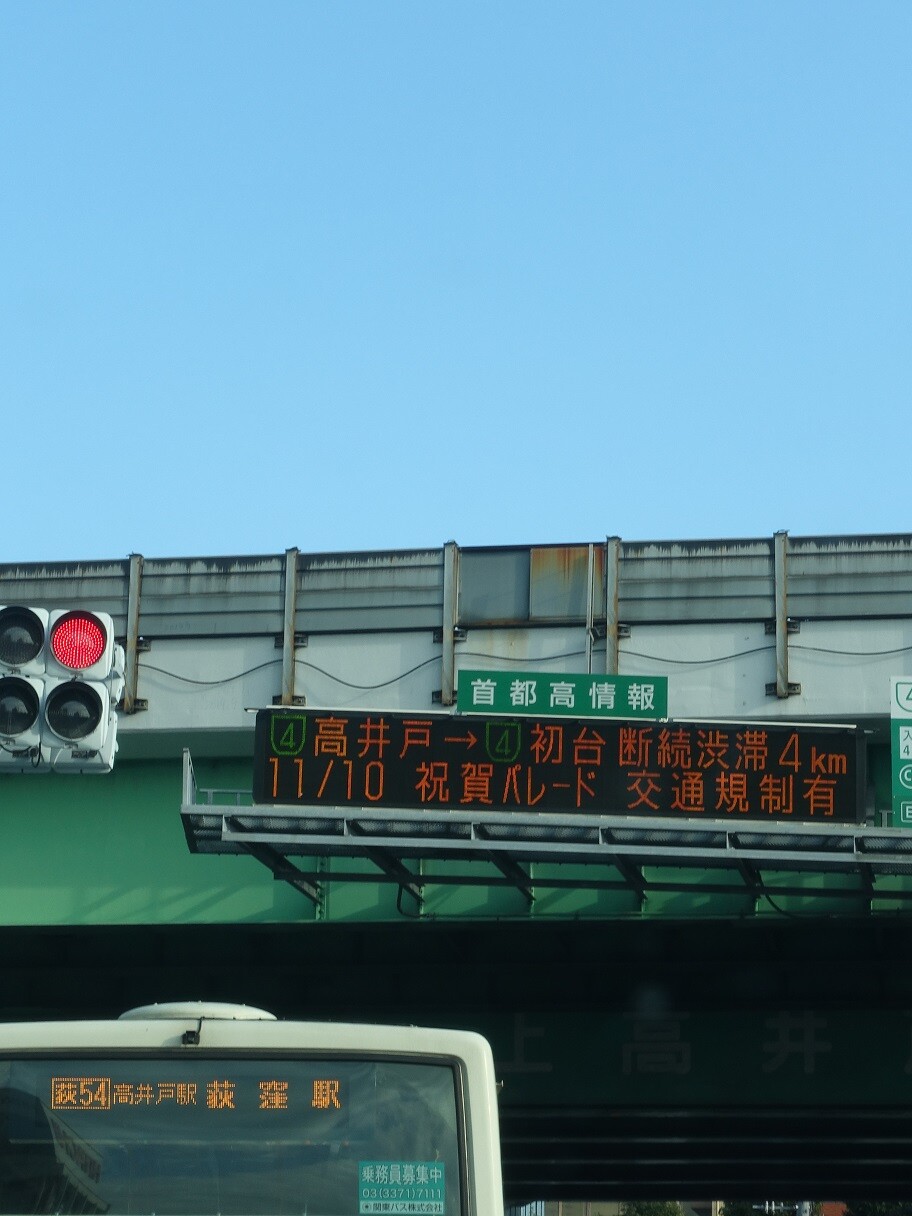 首都高情報
4 高井戸→ 4 初台 断続渋滞 4km
11/10 祝賀パレード 交通規制有
入
4
上高井
荻54 高井戸駅 荻窪駅
乗務員募集中
03(3371)7111
関東バス株式会社